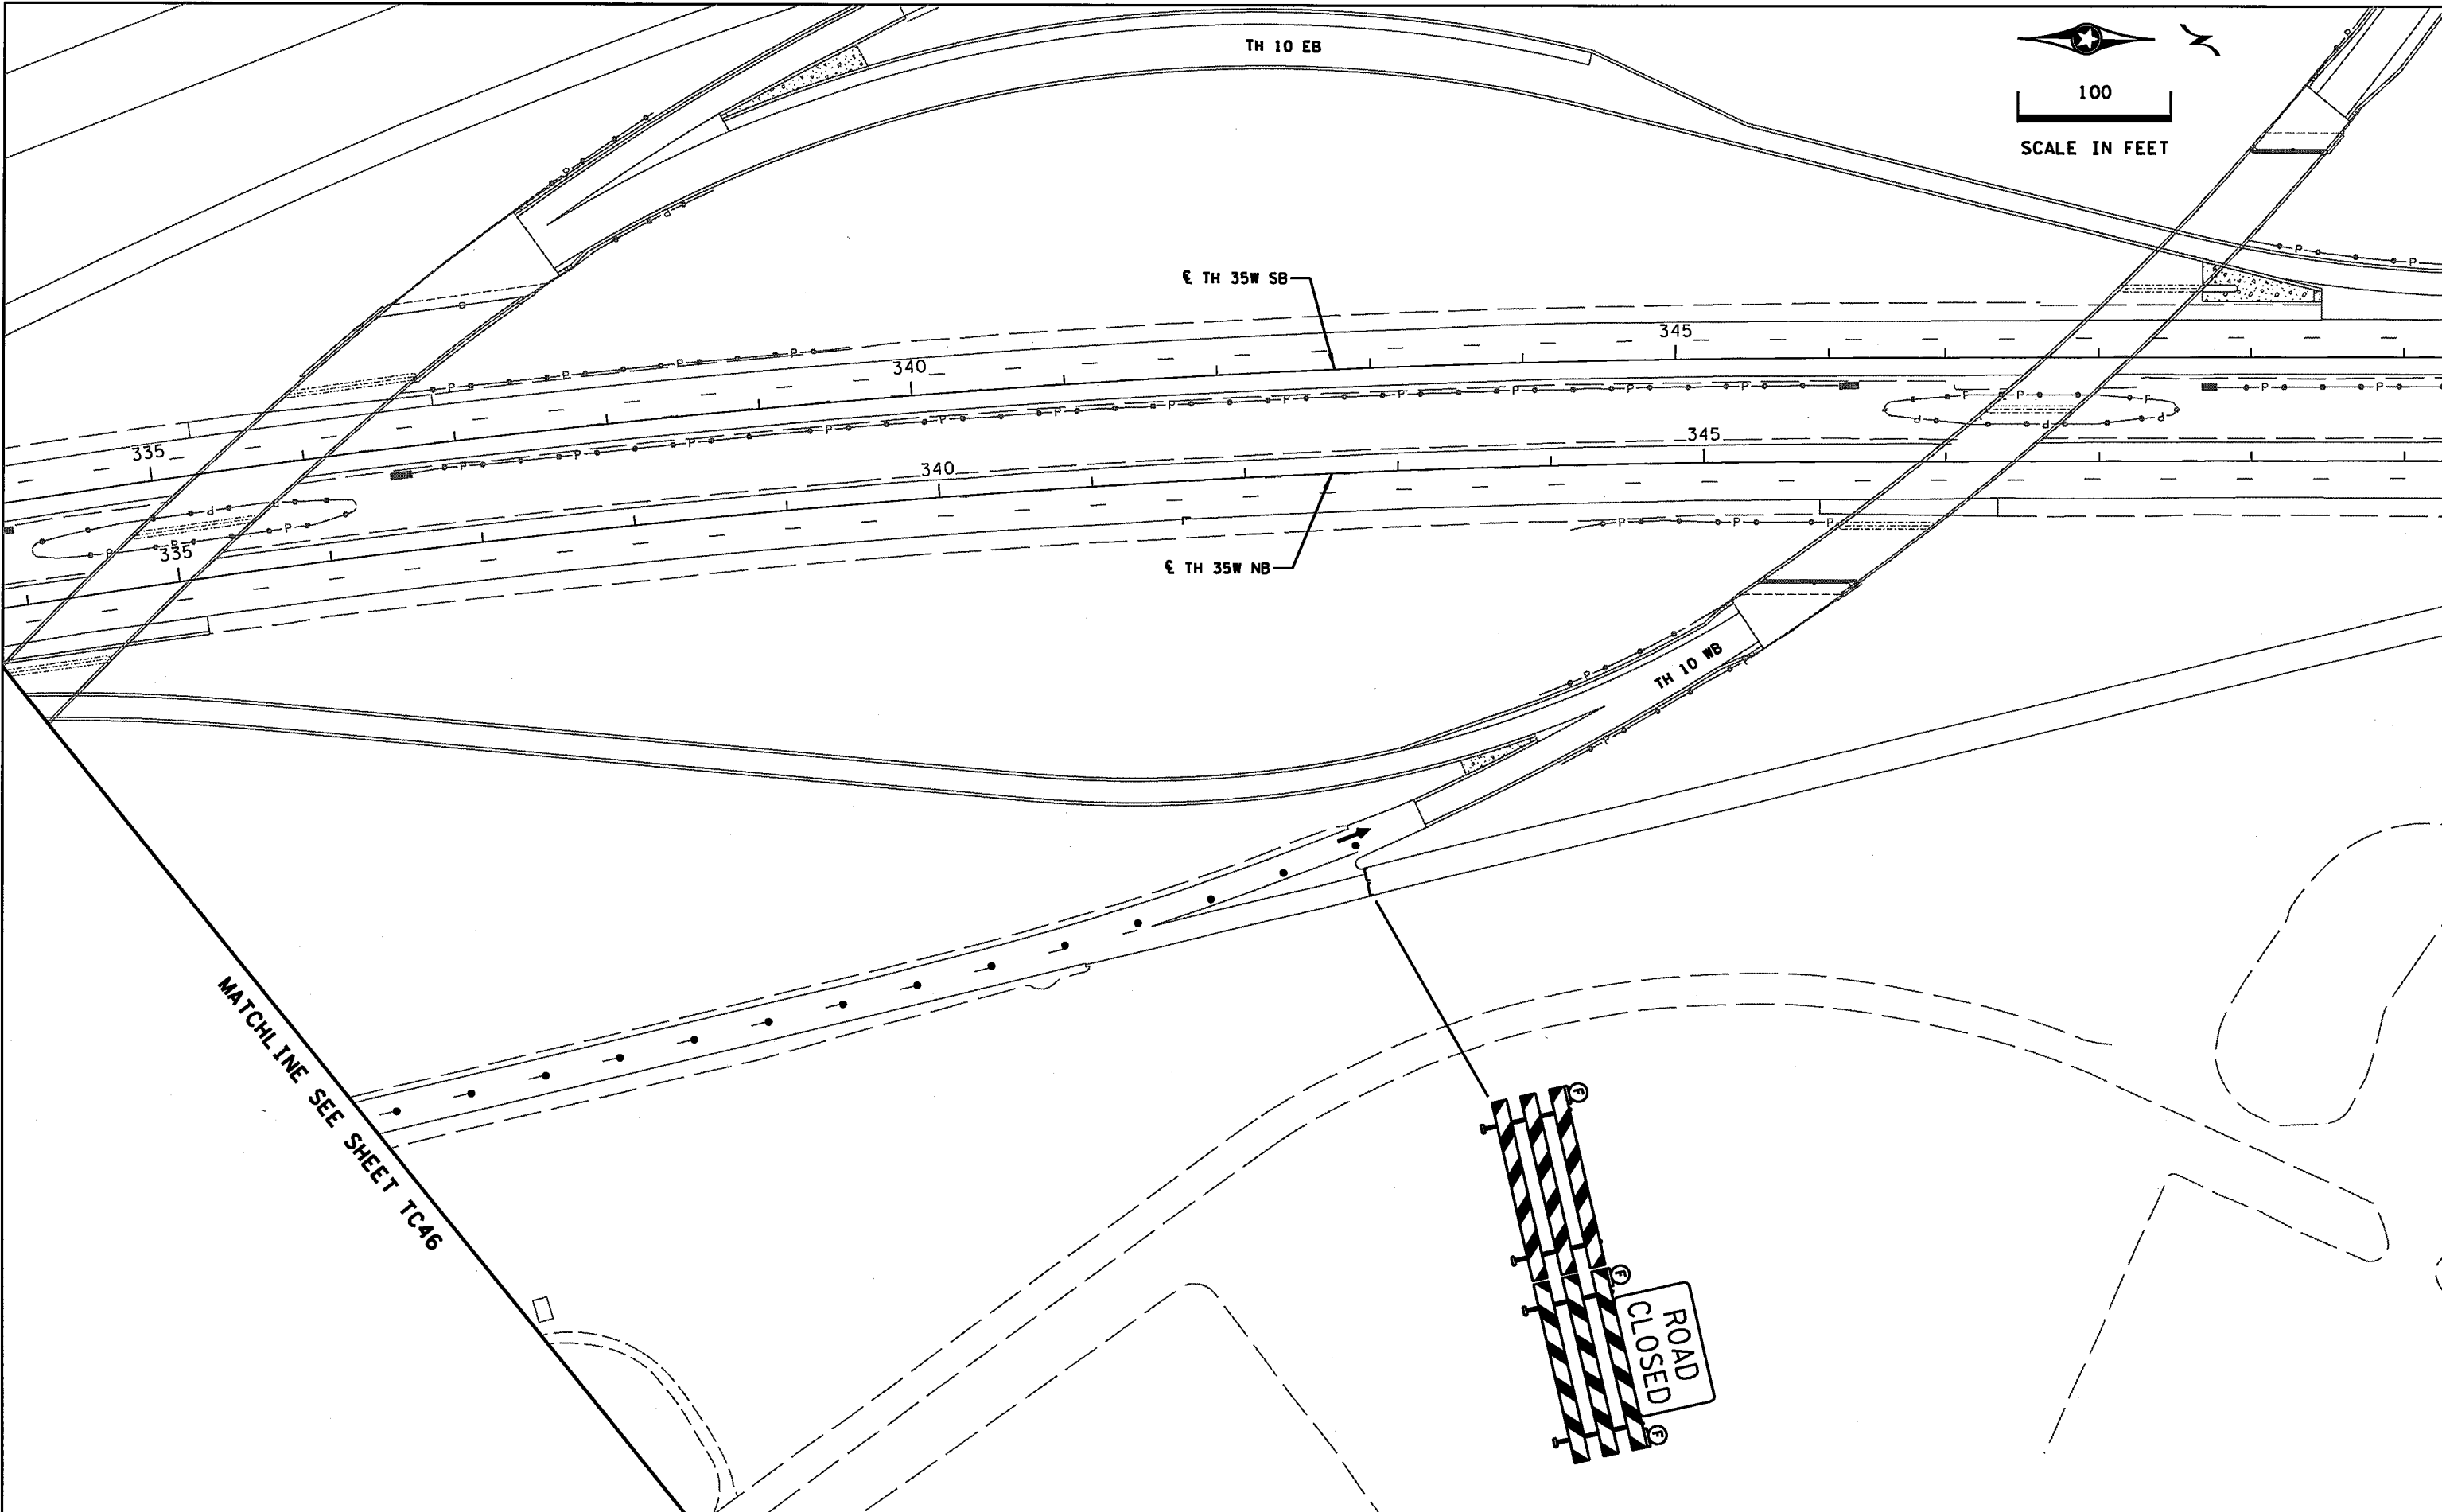 TH 10 EB
N
100
SCALE IN FEET
℄ TH 35W SB
345
340
335
345
340
335
℄ TH 35W NB
TH 10 WB
MATCHLINE SEE SHEET TC46
ROAD
CLOSED
F
F
F